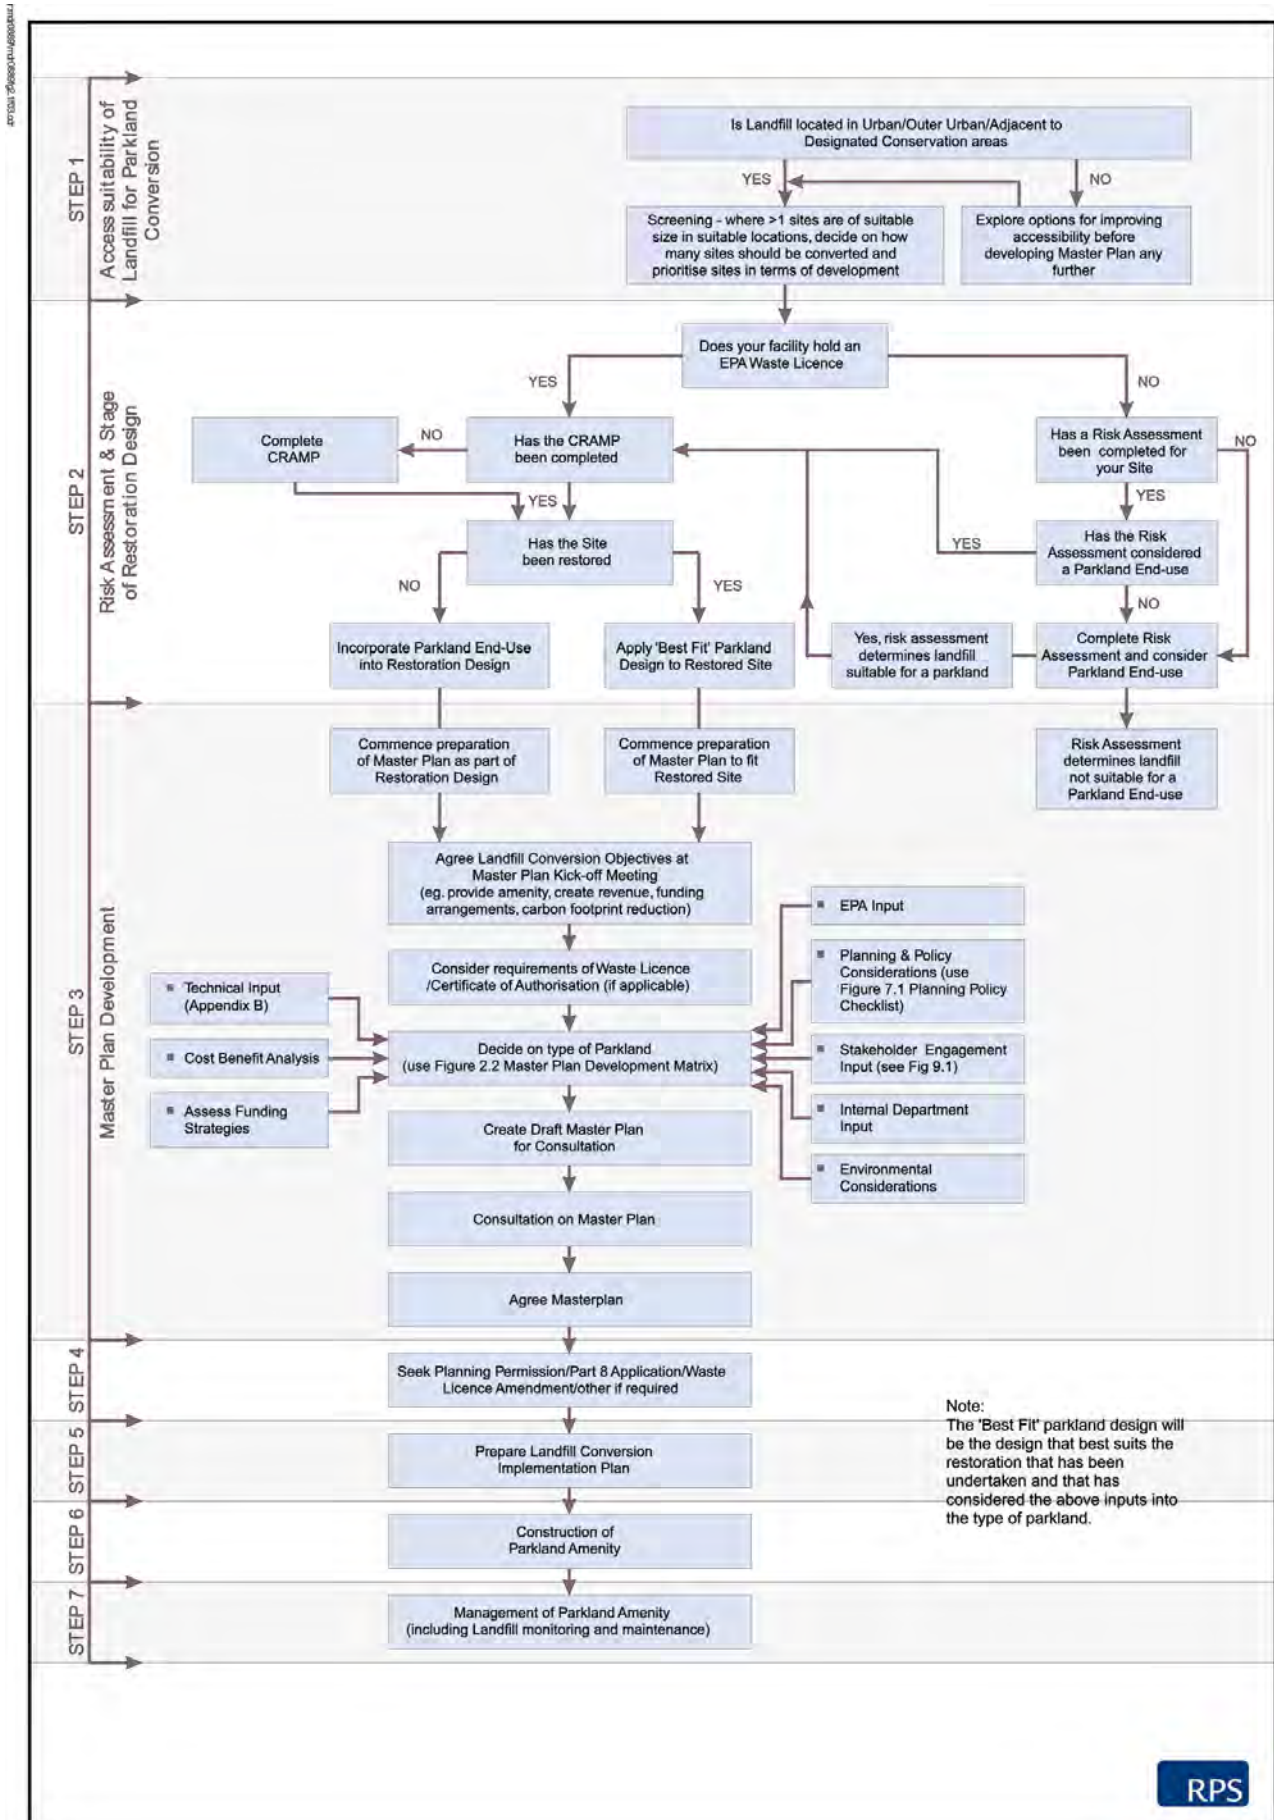 STEP 1
Access suitability of
Landfill for Parkland
Conversion
Is Landfill located in Urban/Outer Urban/Adjacent to
Designated Conservation areas
YES
NO
Screening - where >1 sites are of suitable
size in suitable locations, decide on how
many sites should be converted and
prioritise sites in terms of development
Explore options for improving
accessibility before
developing Master Plan any
further
STEP 2
Risk Assessment & Stage
of Restoration Design
Does your facility hold an
EPA Waste Licence
YES
NO
Complete
CRAMP
NO
Has the CRAMP
been completed
Has a Risk Assessment
been completed for
your Site
NO
YES
YES
Has the Site
been restored
YES
Has the Risk
Assessment considered
a Parkland End-use
NO
YES
NO
Incorporate Parkland End-Use
into Restoration Design
Apply 'Best Fit' Parkland
Design to Restored Site
Yes, risk assessment
determines landfill
suitable for a parkland
Complete Risk
Assessment and consider
Parkland End-use
STEP 3
Master Plan Development
Commence preparation
of Master Plan as part of
Restoration Design
Commence preparation
of Master Plan to fit
Restored Site
Risk Assessment
determines landfill
not suitable for a
Parkland End-use
Agree Landfill Conversion Objectives at
Master Plan Kick-off Meeting
(eg. provide amenity, create revenue, funding
arrangements, carbon footprint reduction)
Consider requirements of Waste Licence
/Certificate of Authorisation (if applicable)
Technical Input
(Appendix B)
Cost Benefit Analysis
Assess Funding
Strategies
Decide on type of Parkland
(use Figure 2.2 Master Plan Development Matrix)
EPA Input
Planning & Policy
Considerations (use
Figure 7.1 Planning Policy
Checklist)
Stakeholder Engagement
Input (see Fig 9.1)
Internal Department
Input
Environmental
Considerations
Create Draft Master Plan
for Consultation
Consultation on Master Plan
Agree Masterplan
STEP 4
Seek Planning Permission/Part 8 Application/Waste
Licence Amendment/other if required
STEP 5
Prepare Landfill Conversion
Implementation Plan
STEP 6
Construction of
Parkland Amenity
STEP 7
Management of Parkland Amenity
(including Landfill monitoring and maintenance)
Note:
The 'Best Fit' parkland design will
be the design that best suits the
restoration that has been
undertaken and that has
considered the above inputs into
the type of parkland.
RPS